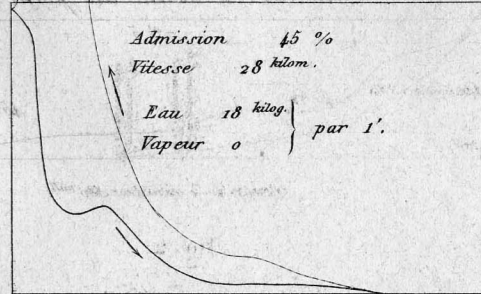 Admission 45 %
Vitesse 28 kilom.
Eau 18 kilog.
Vapeur 0
par 1'.